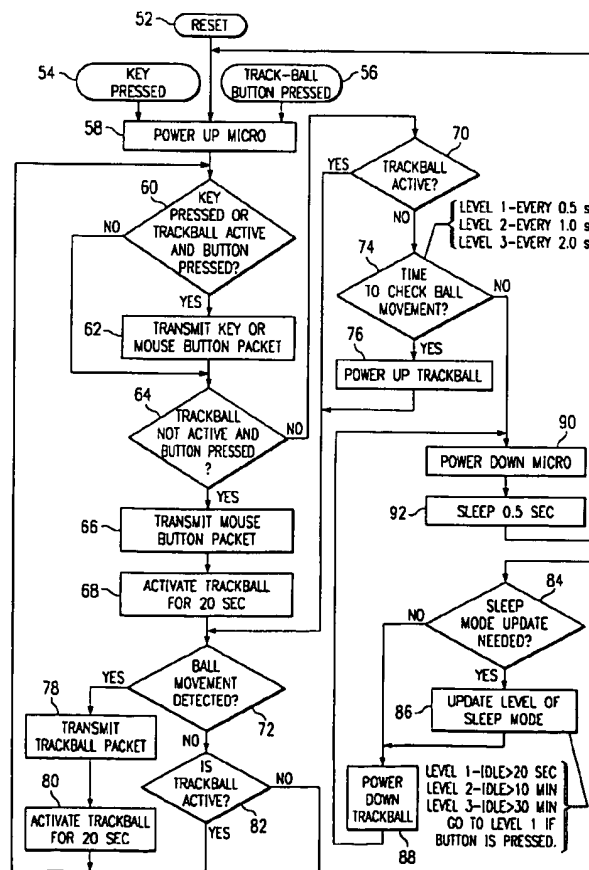 52
RESET
54
KEY
PRESSED
TRACK-BALL
BUTTON PRESSED
56
58
POWER UP MICRO
60
KEY
PRESSED OR
TRACKBALL ACTIVE
AND BUTTON
PRESSED?
NO
YES
62
TRANSMIT KEY OR
MOUSE BUTTON PACKET
64
TRACKBALL
NOT ACTIVE AND
BUTTON PRESSED
?
NO
YES
66
TRANSMIT MOUSE
BUTTON PACKET
68
ACTIVATE TRACKBALL
FOR 20 SEC
BALL
MOVEMENT
DETECTED?
72
YES
NO
78
TRANSMIT
TRACKBALL PACKET
80
ACTIVATE TRACKBALL
FOR 20 SEC
IS
TRACKBALL
ACTIVE?
82
NO
YES
70
TRACKBALL
ACTIVE?
YES
NO
LEVEL 1-EVERY 0.5 s
LEVEL 2-EVERY 1.0 s
LEVEL 3-EVERY 2.0 s
74
TIME
TO CHECK BALL
MOVEMENT?
NO
YES
76
POWER UP TRACKBALL
90
POWER DOWN MICRO
92
SLEEP 0.5 SEC
84
SLEEP
MODE UPDATE
NEEDED?
NO
YES
86
UPDATE LEVEL OF
SLEEP MODE
POWER
DOWN
TRACKBALL
88
LEVEL 1-IDLE>20 SEC
LEVEL 2-IDLE>10 MIN
LEVEL 3-IDLE>30 MIN
GO TO LEVEL 1 IF
BUTTON IS PRESSED.